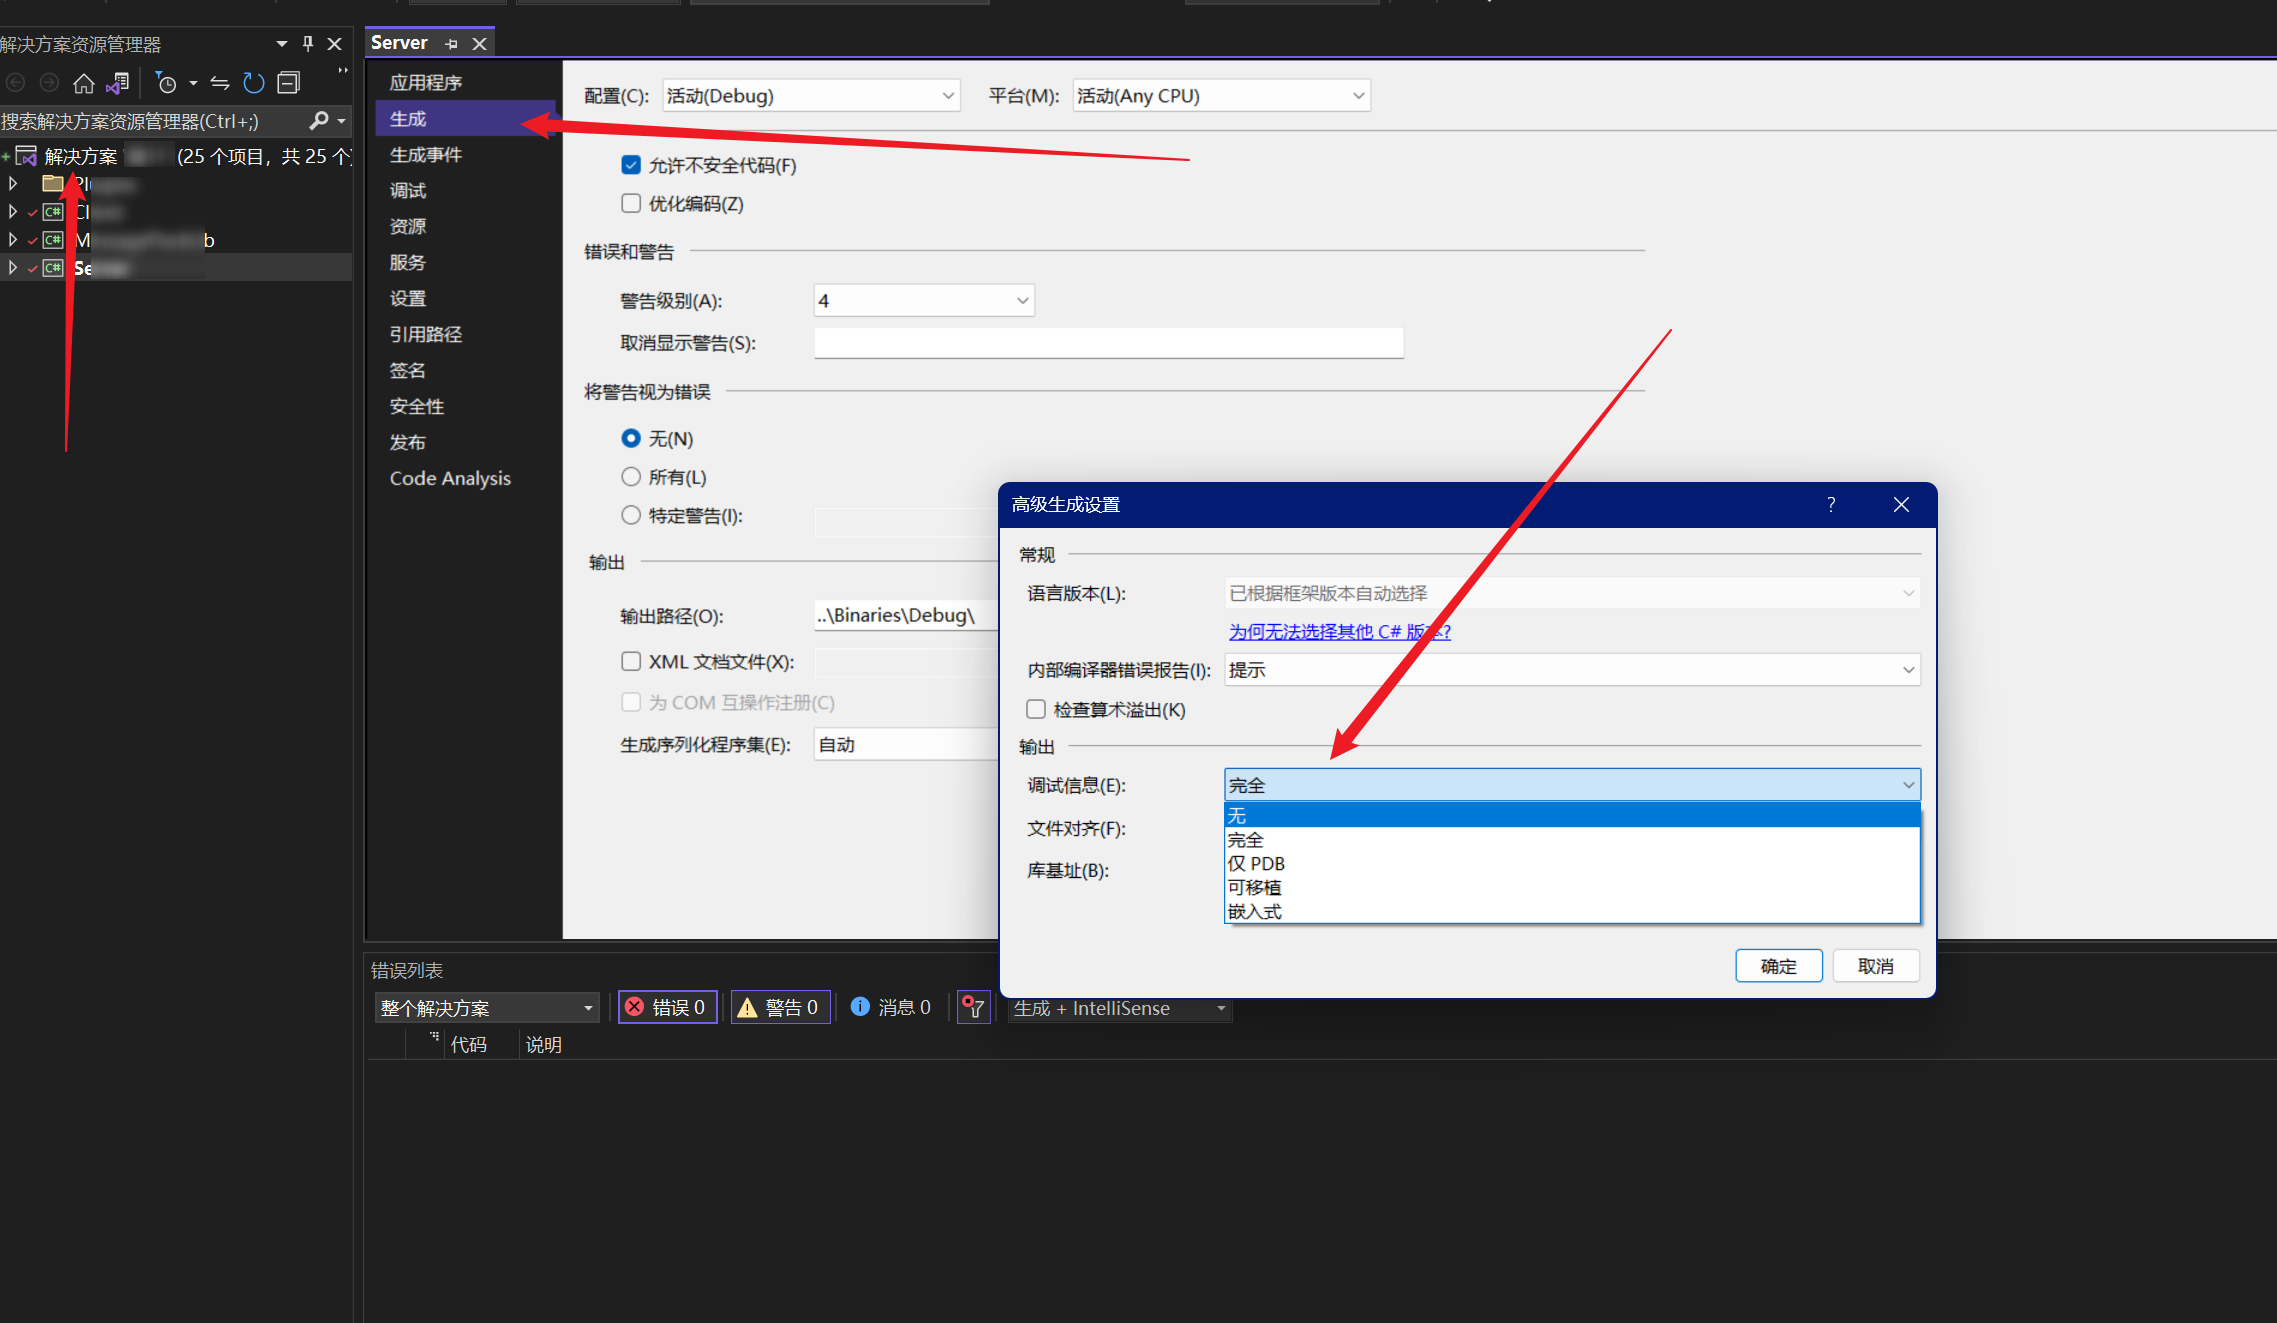 解决方案资源管理器
搜索解决方案资源管理器(Ctrl+;)
解决方案 (25 个项目，共 25 个)
Server
应用程序
生成
生成事件
调试
资源
服务
设置
引用路径
签名
安全性
发布
Code Analysis
配置(C): 活动(Debug) 平台(M): 活动(Any CPU)
允许不安全代码(F)
优化编码(Z)
错误和警告
警告级别(A): 4
取消显示警告(S):
将警告视为错误
无(N)
所有(L)
特定警告(I):
输出
输出路径(O): ..\Binaries\Debug\
XML 文档文件(X):
为 COM 互操作注册(C)
生成序列化程序集(E): 自动
高级生成设置 ?
常规
语言版本(L): 已根据框架版本自动选择
为何无法选择其他 C# 版本?
内部编译器错误报告(I): 提示
检查算术溢出(K)
输出
调试信息(E): 完全
无
文件对齐(F):
完全
仅 PDB
库基址(B):
可移植
嵌入式
确定 取消
错误列表
整个解决方案 错误 0 警告 0 消息 0 生成 + IntelliSense
代码 说明